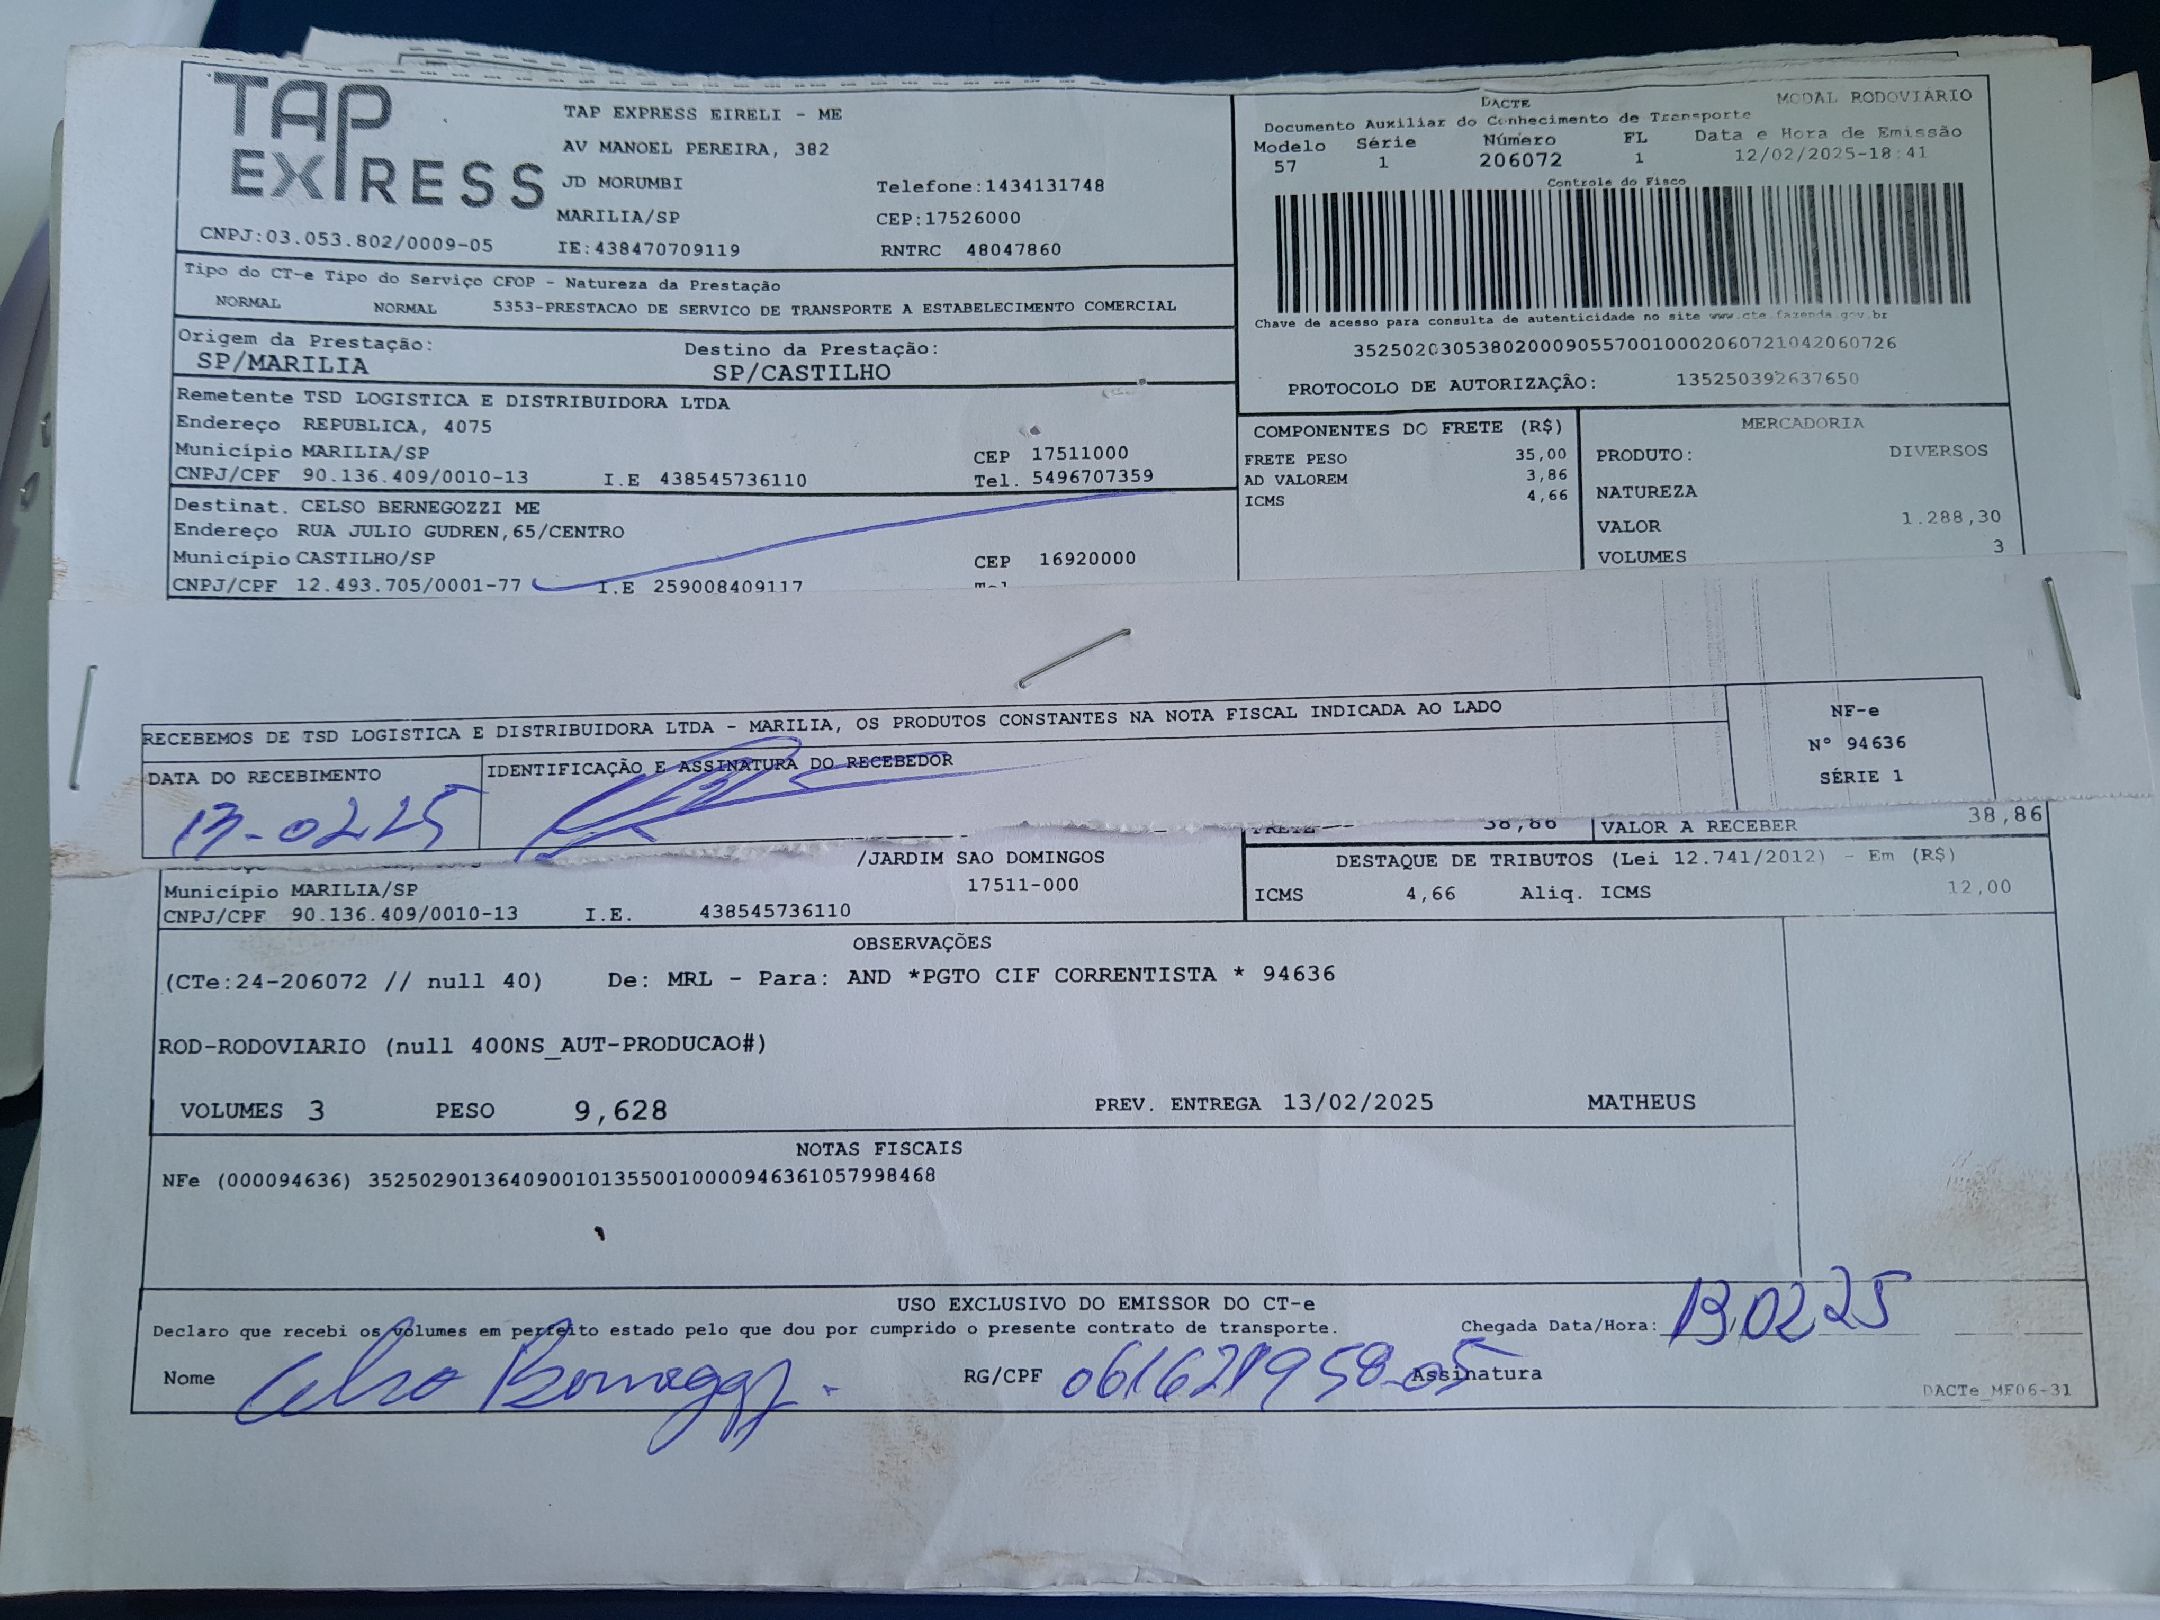 TAP EXPRESS
TAP EXPRESS EIRELI - ME
AV MANOEL PEREIRA, 382
JD MORUMBI Telefone:1434131748
MARILIA/SP CEP:17526000
CNPJ:03.053.802/0009-05 IE:438470709119 RNTRC 48047860
DACTE MODAL RODOVIÁRIO
Documento Auxiliar do Conhecimento de Transporte
Modelo Série Número FL Data e Hora de Emissão
57 1 206072 1 12/02/2025-18:41
Controle do Fisco
Chave de acesso para consulta de autenticidade no site www.cte.fazenda.gov.br
35250203053802000905570010002060721042060726
PROTOCOLO DE AUTORIZAÇÃO: 135250392637650
Tipo do CT-e Tipo do Serviço CFOP - Natureza da Prestação
NORMAL NORMAL 5353-PRESTACAO DE SERVICO DE TRANSPORTE A ESTABELECIMENTO COMERCIAL
Origem da Prestação: Destino da Prestação:
SP/MARILIA SP/CASTILHO
Remetente TSD LOGISTICA E DISTRIBUIDORA LTDA
Endereço REPUBLICA, 4075
Município MARILIA/SP CEP 17511000
CNPJ/CPF 90.136.409/0010-13 I.E 438545736110 Tel. 5496707359
Destinat. CELSO BERNEGOZZI ME
Endereço RUA JULIO GUDREN,65/CENTRO
Município CASTILHO/SP CEP 16920000
CNPJ/CPF 12.493.705/0001-77 I.E 259008409117
COMPONENTES DO FRETE (R$)
FRETE PESO 35,00
AD VALOREM 3,86
ICMS 4,66
MERCADORIA
PRODUTO: DIVERSOS
NATUREZA
VALOR 1.288,30
VOLUMES 3
RECEBEMOS DE TSD LOGISTICA E DISTRIBUIDORA LTDA - MARILIA, OS PRODUTOS CONSTANTES NA NOTA FISCAL INDICADA AO LADO
NF-e
Nº 94636
SÉRIE 1
DATA DO RECEBIMENTO IDENTIFICAÇÃO E ASSINATURA DO RECEBEDOR
13-02 25
FRETE 38,86 VALOR A RECEBER 38,86
/JARDIM SAO DOMINGOS
Município MARILIA/SP 17511-000
CNPJ/CPF 90.136.409/0010-13 I.E. 438545736110
DESTAQUE DE TRIBUTOS (Lei 12.741/2012) - Em (R$)
ICMS 4,66 Aliq. ICMS 12,00
OBSERVAÇÕES
(CTe:24-206072 // null 40) De: MRL - Para: AND *PGTO CIF CORRENTISTA * 94636
ROD-RODOVIARIO (null 400NS_AUT-PRODUCAO#)
VOLUMES 3 PESO 9,628 PREV. ENTREGA 13/02/2025 MATHEUS
NOTAS FISCAIS
NFe (000094636) 35250290136409001013550010000946361057998468
USO EXCLUSIVO DO EMISSOR DO CT-e
Declaro que recebi os volumes em perfeito estado pelo que dou por cumprido o presente contrato de transporte. Chegada Data/Hora: 13.02 25
Nome Celso RG/CPF Assinatura
DACTe_MF06-31